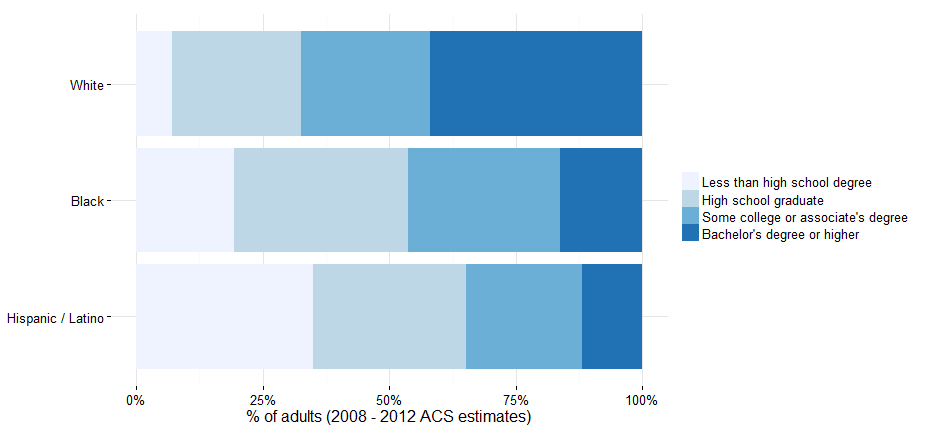 White
Black
Hispanic / Latino
0% 25% 50% 75% 100%
% of adults (2008 - 2012 ACS estimates)
Less than high school degree
High school graduate
Some college or associate's degree
Bachelor's degree or higher